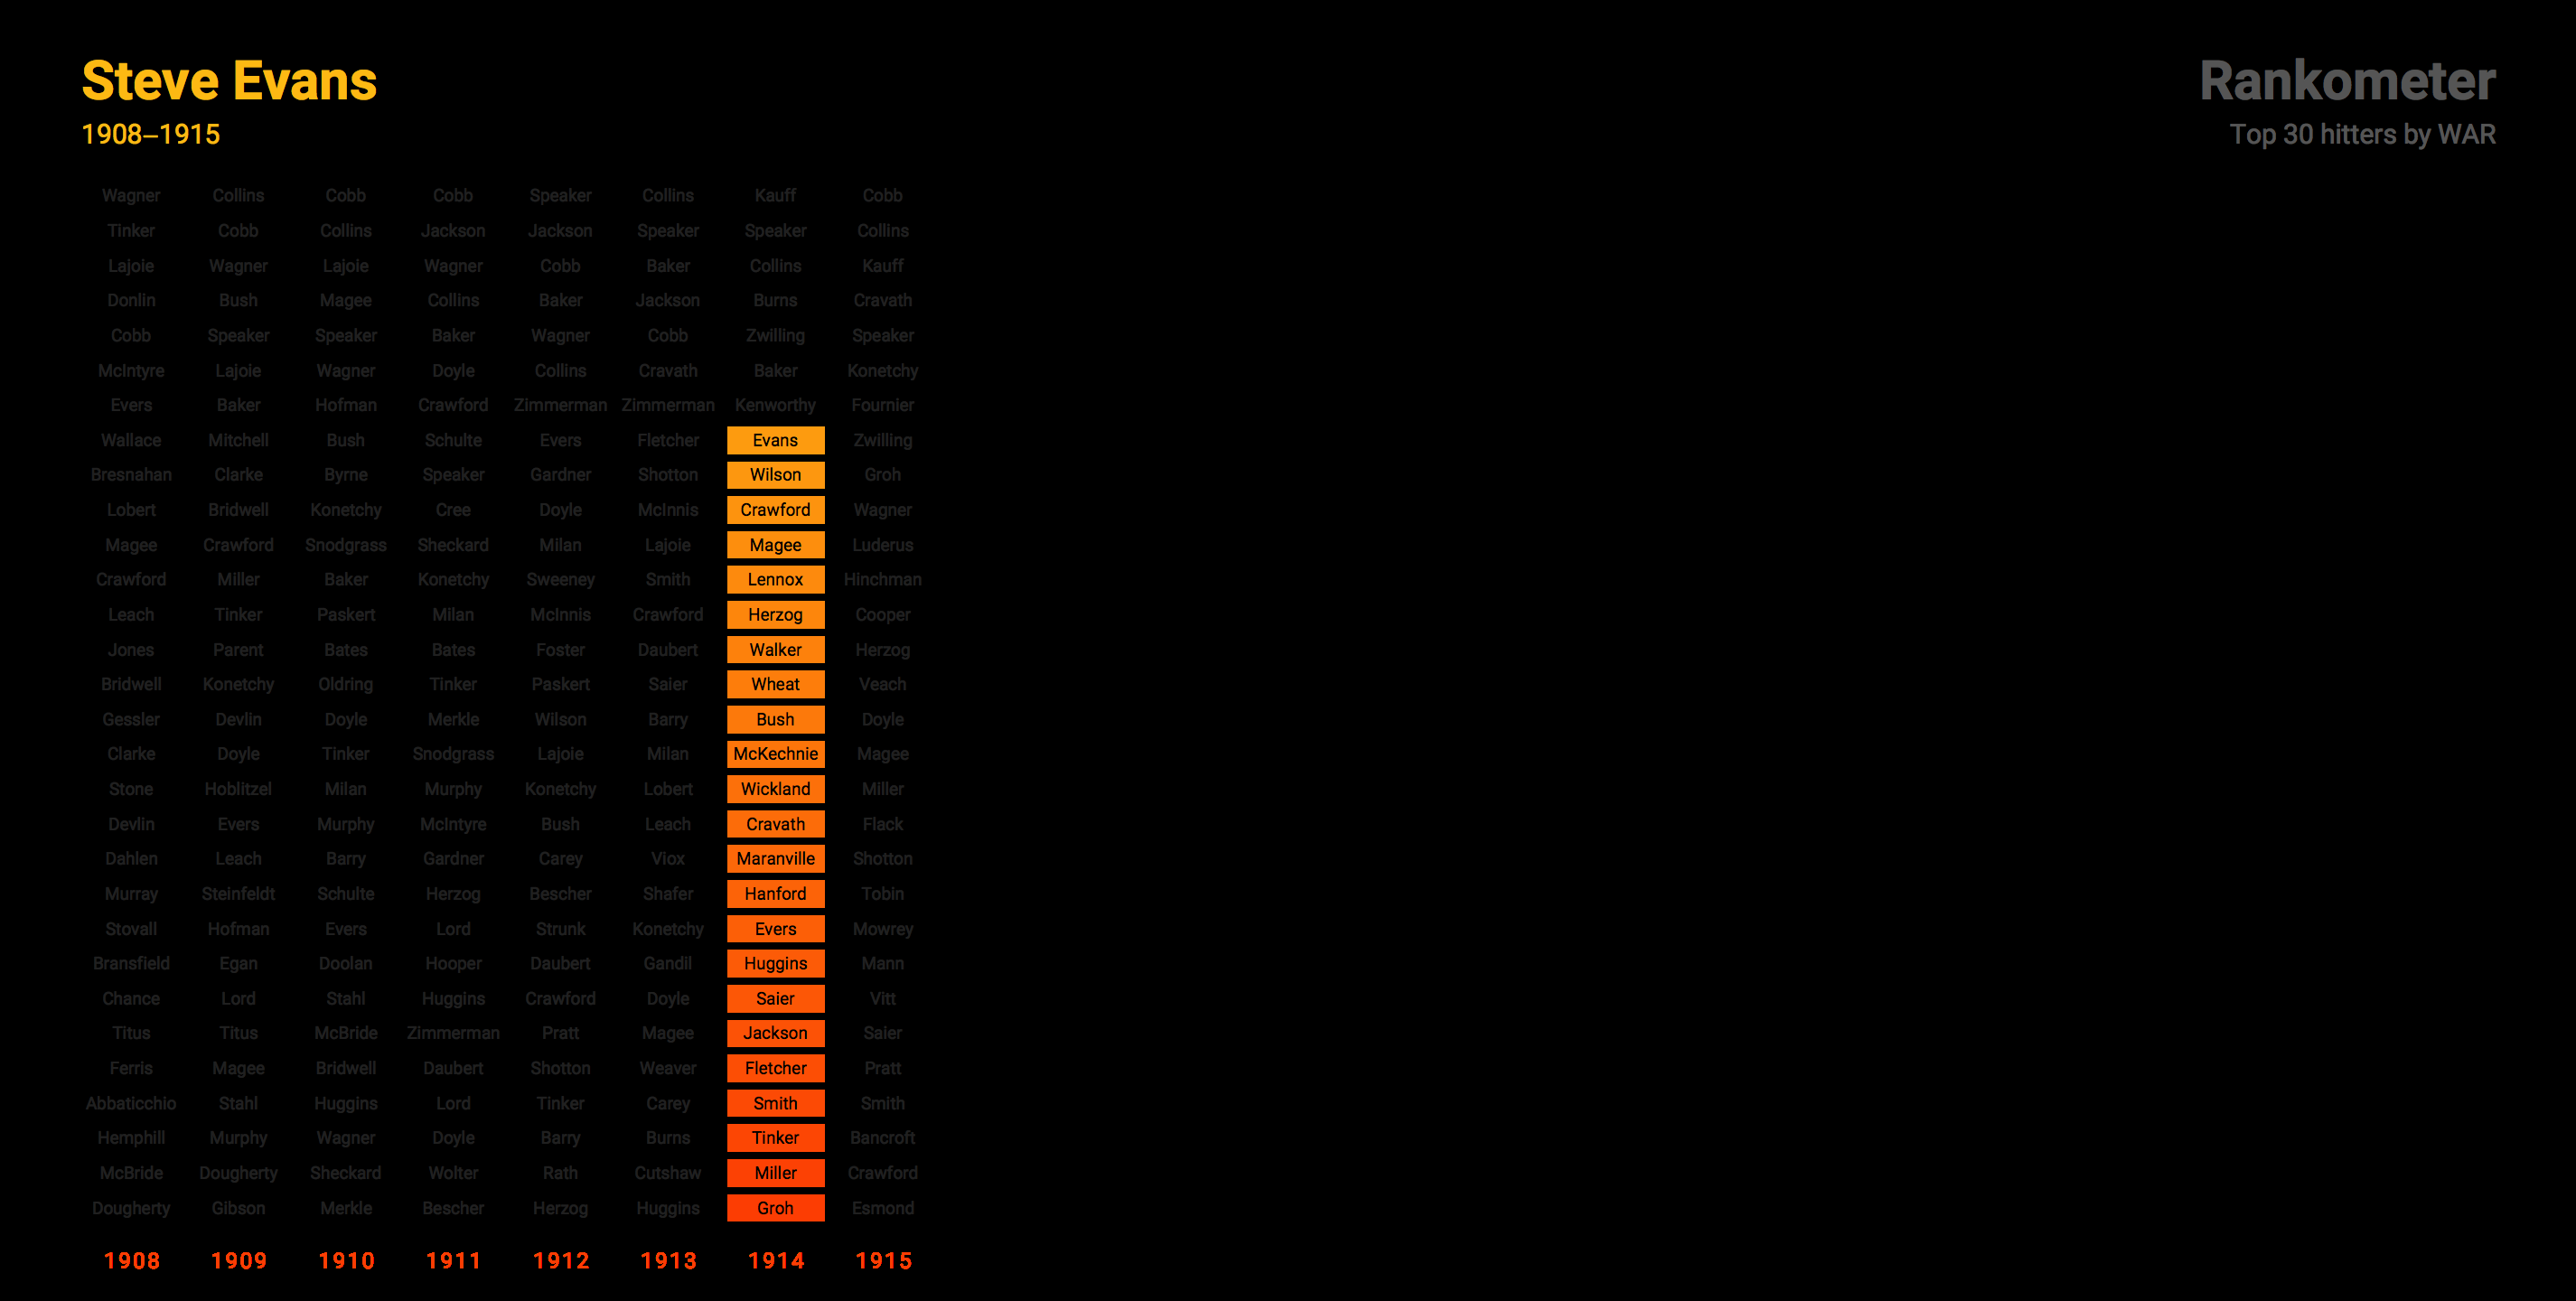 Steve Evans
1908–1915
Rankometer
Top 30 hitters by WAR
Wagner Collins Cobb Cobb Speaker Collins Kauff Cobb
Tinker Cobb Collins Jackson Jackson Speaker Speaker Collins
Lajoie Wagner Lajoie Wagner Cobb Baker Collins Kauff
Donlin Bush Magee Collins Baker Jackson Burns Cravath
Cobb Speaker Speaker Baker Wagner Cobb Zwilling Speaker
McIntyre Lajoie Wagner Doyle Collins Cravath Baker Konetchy
Evers Baker Hofman Crawford Zimmerman Zimmerman Kenworthy Fournier
Wallace Mitchell Bush Schulte Evers Fletcher Evans Zwilling
Bresnahan Clarke Byrne Speaker Gardner Shotton Wilson Groh
Lobert Bridwell Konetchy Cree Doyle McInnis Crawford Wagner
Magee Crawford Snodgrass Sheckard Milan Lajoie Magee Luderus
Crawford Miller Baker Konetchy Sweeney Smith Lennox Hinchman
Leach Tinker Paskert Milan McInnis Crawford Herzog Cooper
Jones Parent Bates Bates Foster Daubert Walker Herzog
Bridwell Konetchy Oldring Tinker Paskert Saier Wheat Veach
Gessler Devlin Doyle Merkle Wilson Barry Bush Doyle
Clarke Doyle Tinker Snodgrass Lajoie Milan McKechnie Magee
Stone Hoblitzel Milan Murphy Konetchy Lobert Wickland Miller
Devlin Evers Murphy McIntyre Bush Leach Cravath Flack
Dahlen Leach Barry Gardner Carey Viox Maranville Shotton
Murray Steinfeldt Schulte Herzog Bescher Shafer Hanford Tobin
Stovall Hofman Evers Lord Strunk Konetchy Evers Mowrey
Bransfield Egan Doolan Hooper Daubert Gandil Huggins Mann
Chance Lord Stahl Huggins Crawford Doyle Saier Vitt
Titus Titus McBride Zimmerman Pratt Magee Jackson Saier
Ferris Magee Bridwell Daubert Shotton Weaver Fletcher Pratt
Abbaticchio Stahl Huggins Lord Tinker Carey Smith Smith
Hemphill Murphy Wagner Doyle Barry Burns Tinker Bancroft
McBride Dougherty Sheckard Wolter Rath Cutshaw Miller Crawford
Dougherty Gibson Merkle Bescher Herzog Huggins Groh Esmond
1908 1909 1910 1911 1912 1913 1914 1915